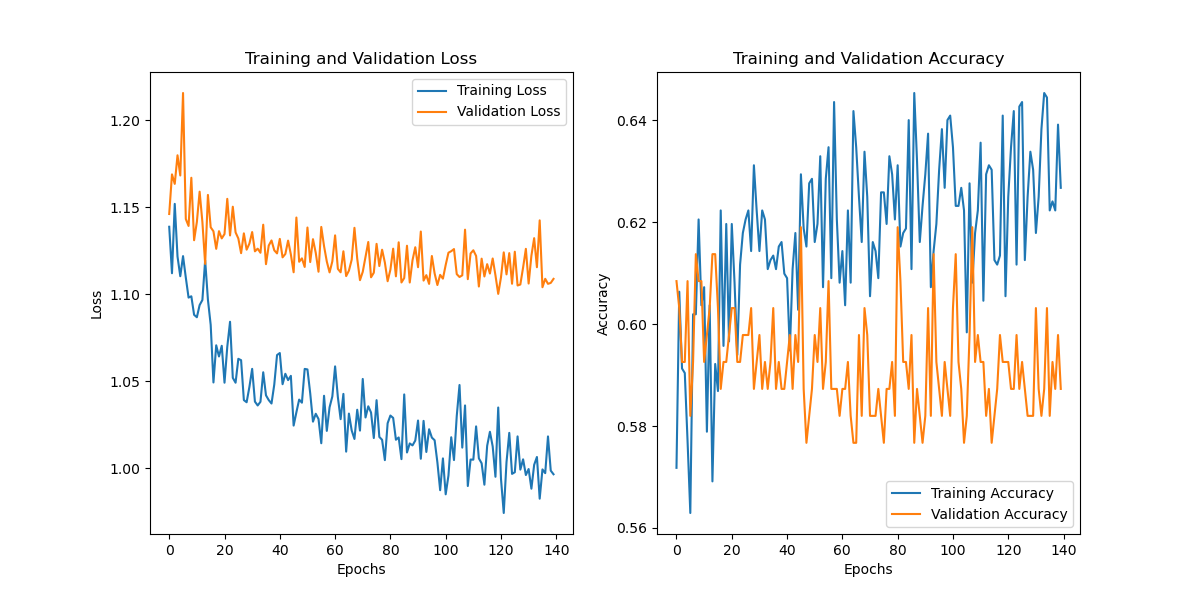 Training and Validation Loss
Training Loss
Validation Loss
1.20
1.15
1.10
1.05
1.00
Loss
0 20 40 60 80 100 120 140
Epochs
Training and Validation Accuracy
0.64
0.62
0.60
0.58
0.56
Accuracy
Training Accuracy
Validation Accuracy
0 20 40 60 80 100 120 140
Epochs